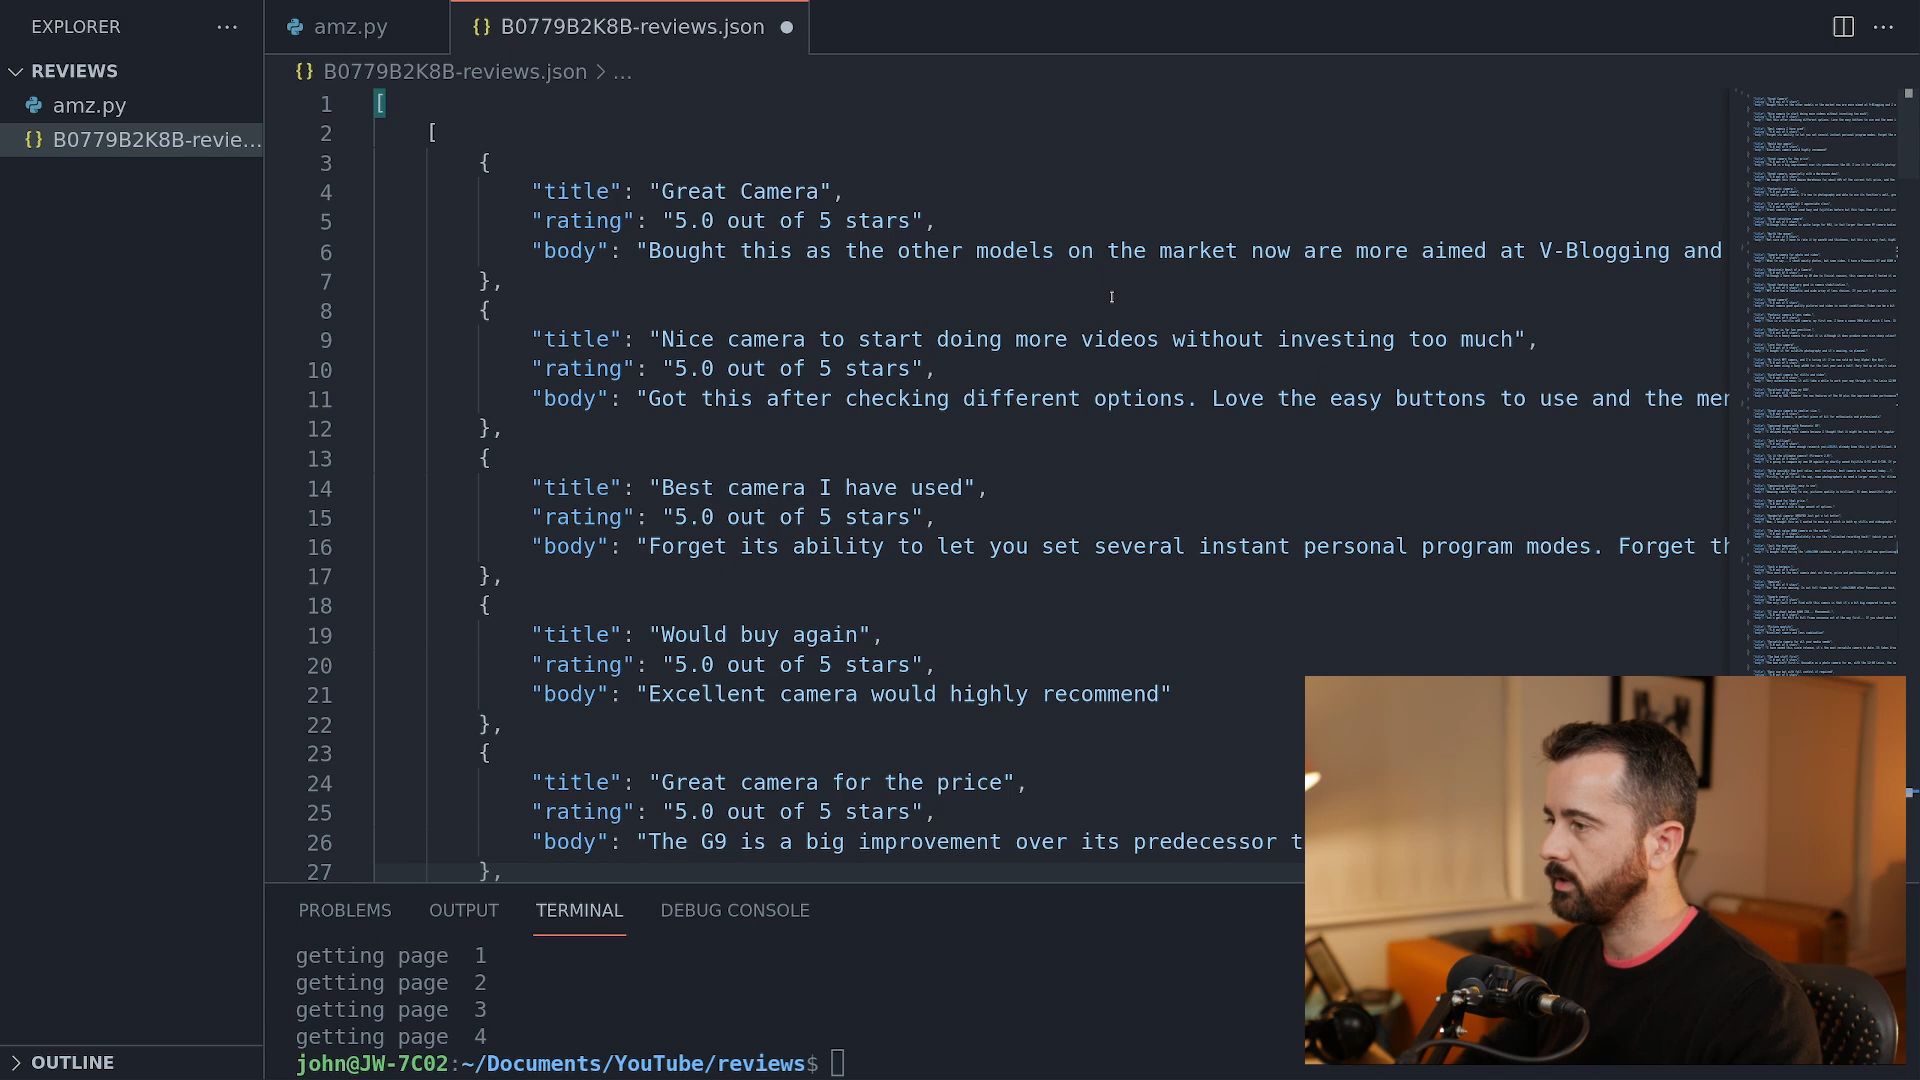 EXPLORER ···
REVIEWS
amz.py
{} B0779B2K8B-revie...
OUTLINE
amz.py
{} B0779B2K8B-reviews.json ●
···
{} B0779B2K8B-reviews.json > ...
1 [
2 [
3 {
4 "title": "Great Camera",
5 "rating": "5.0 out of 5 stars",
6 "body": "Bought this as the other models on the market now are more aimed at V-Blogging and
7 },
8 {
9 "title": "Nice camera to start doing more videos without investing too much",
10 "rating": "5.0 out of 5 stars",
11 "body": "Got this after checking different options. Love the easy buttons to use and the
12 },
13 {
14 "title": "Best camera I have used",
15 "rating": "5.0 out of 5 stars",
16 "body": "Forget its ability to let you set several instant personal program modes. Forget
17 },
18 {
19 "title": "Would buy again",
20 "rating": "5.0 out of 5 stars",
21 "body": "Excellent camera would highly recommend"
22 },
23 {
24 "title": "Great camera for the price",
25 "rating": "5.0 out of 5 stars",
26 "body": "The G9 is a big improvement over its predecessor
27 },
PROBLEMS OUTPUT TERMINAL DEBUG CONSOLE
getting page 1
getting page 2
getting page 3
getting page 4
john@JW-7C02:~/Documents/YouTube/reviews$